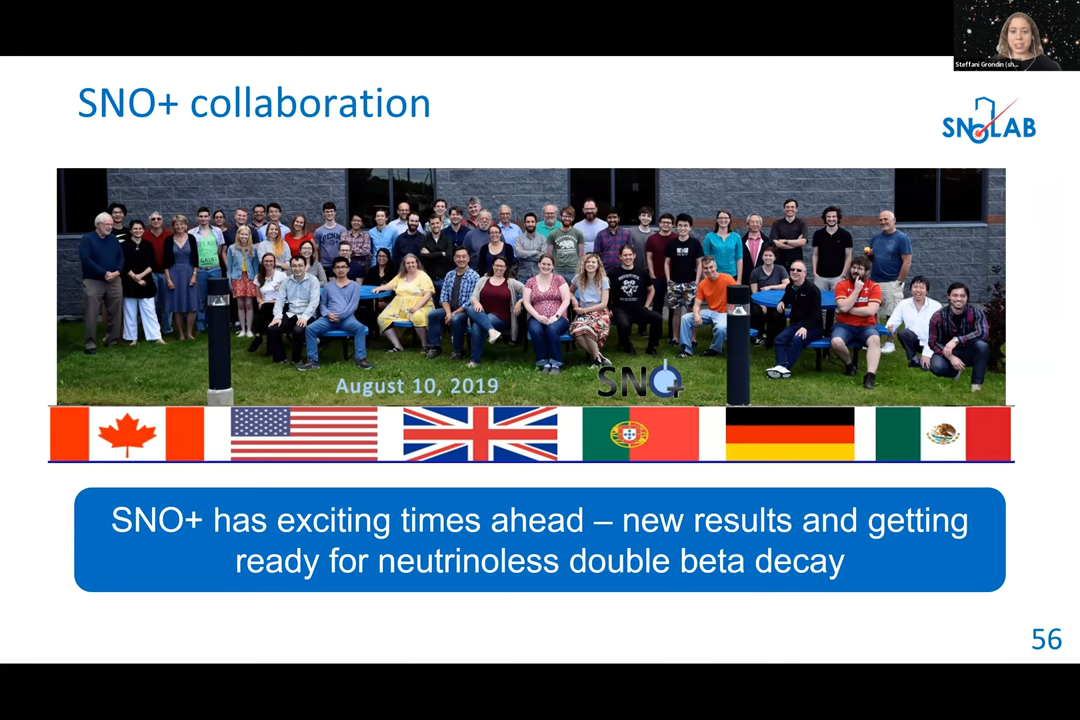 Steffani Grondin (sh...
SNO+ collaboration
SNOLAB
August 10, 2019
SNO+
SNO+ has exciting times ahead – new results and getting
ready for neutrinoless double beta decay
56